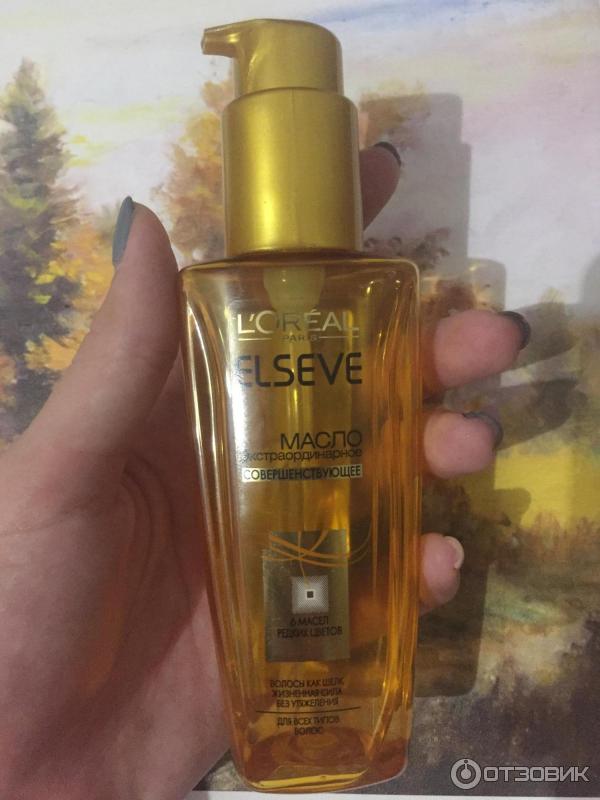 L'ORÉAL
PARIS
ELSEVE
МАСЛО
экстраординарное
СОВЕРШЕНСТВУЮЩЕЕ
6 МАСЕЛ
РЕДКИХ ЦВЕТОВ
ВОЛОСЫ КАК ШЕЛК
ЖИЗНЕННАЯ СИЛА
БЕЗ УТЯЖЕЛЕНИЯ
ДЛЯ ВСЕХ ТИПОВ
ВОЛОС
ОТЗОВИК